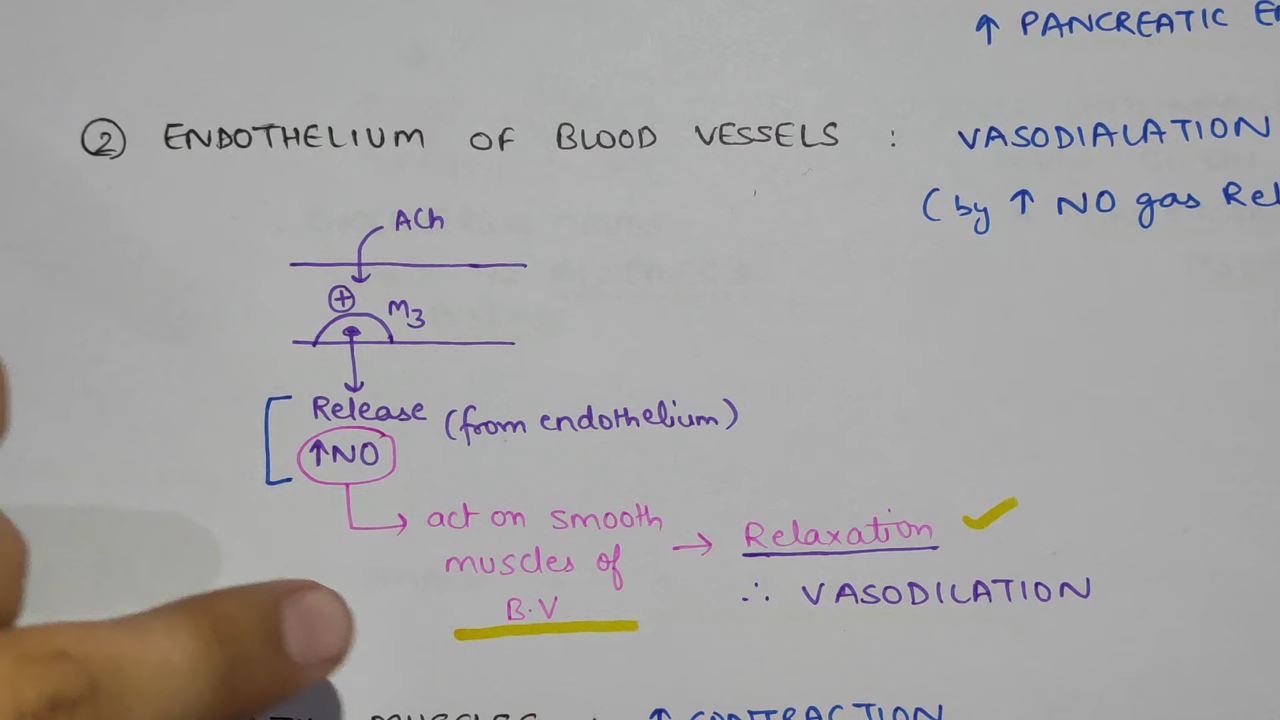 ↑ PANCREATIC
② ENDOTHELIUM OF BLOOD VESSELS : VASODIALATION
(by ↑ NO gas
ACh
⊕ M3
Release (from endothelium)
↑NO
act on smooth → Relaxation ✓
muscles of
∴ VASODILATION
B.V
↑ CONTRACTION